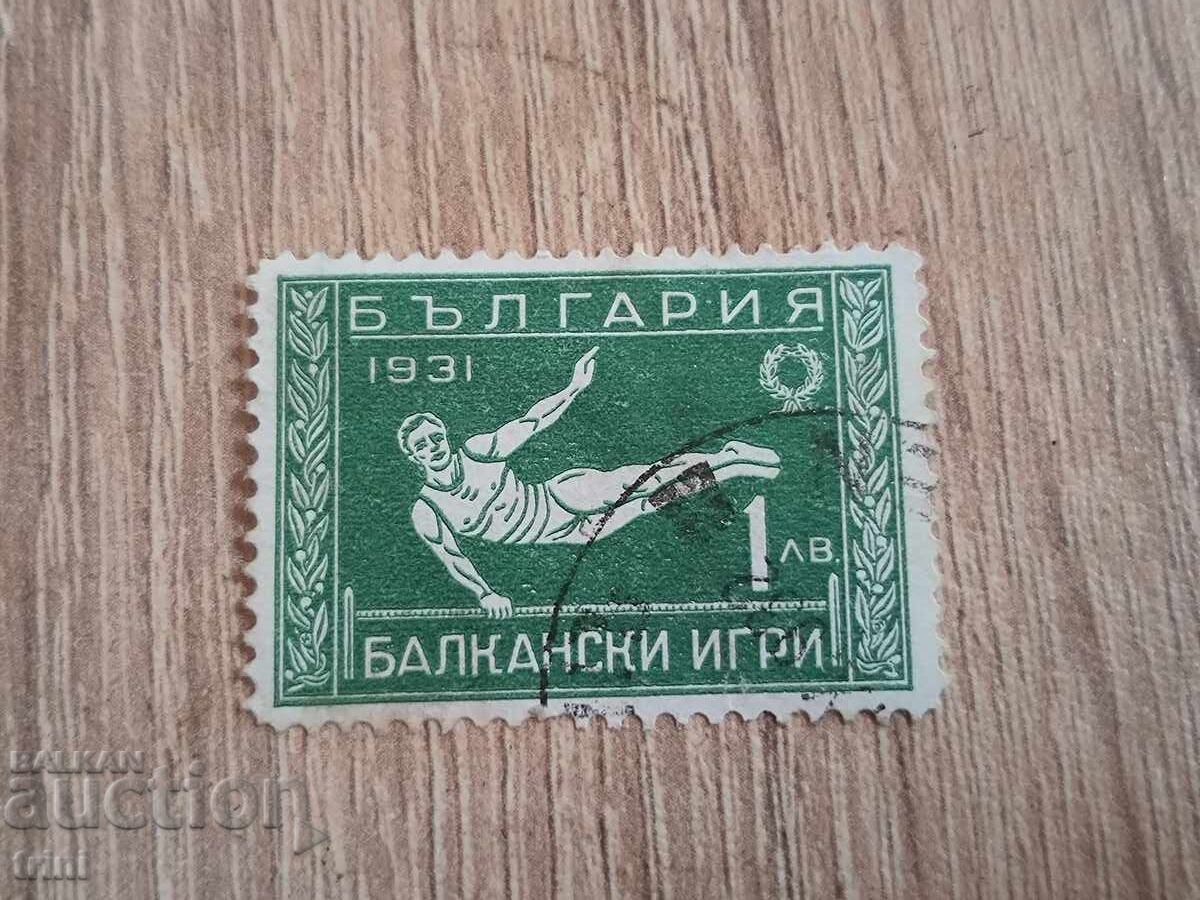 БЪЛГАРИЯ
1931
1 ЛВ.
БАЛКАНСКИ ИГРИ
BALKAN
auction
trini